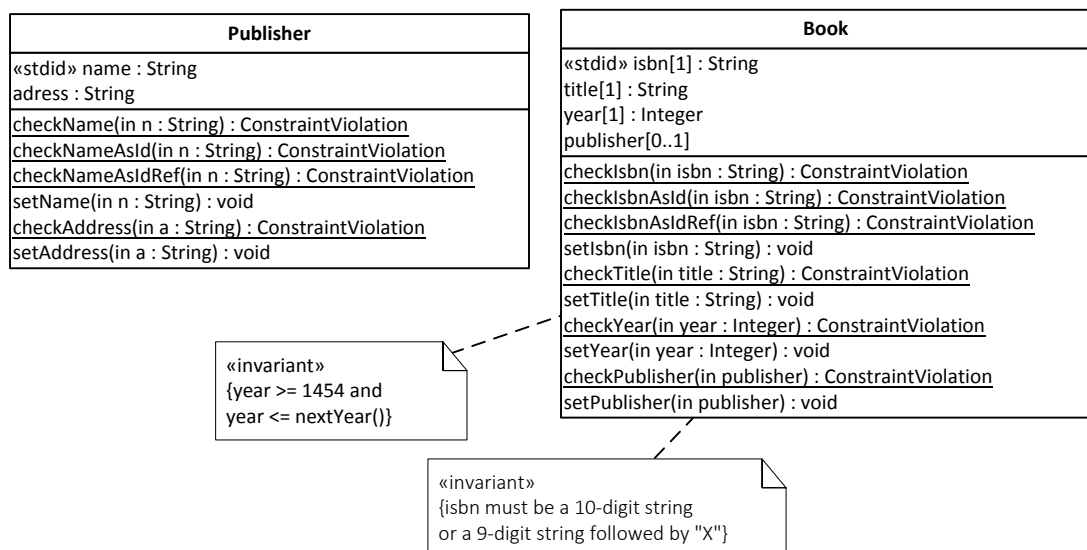 Publisher
«stdid» name : String
adress : String
checkName(in n : String) : ConstraintViolation
checkNameAsId(in n : String) : ConstraintViolation
checkNameAsIdRef(in n : String) : ConstraintViolation
setName(in n : String) : void
checkAddress(in a : String) : ConstraintViolation
setAddress(in a : String) : void
Book
«stdid» isbn[1] : String
title[1] : String
year[1] : Integer
publisher[0..1]
checkIsbn(in isbn : String) : ConstraintViolation
checkIsbnAsId(in isbn : String) : ConstraintViolation
checkIsbnAsIdRef(in isbn : String) : ConstraintViolation
setIsbn(in isbn : String) : void
checkTitle(in title : String) : ConstraintViolation
setTitle(in title : String) : void
checkYear(in year : Integer) : ConstraintViolation
setYear(in year : Integer) : void
checkPublisher(in publisher) : ConstraintViolation
setPublisher(in publisher) : void
«invariant»
{year >= 1454 and
year <= nextYear()}
«invariant»
{isbn must be a 10-digit string
or a 9-digit string followed by "X"}